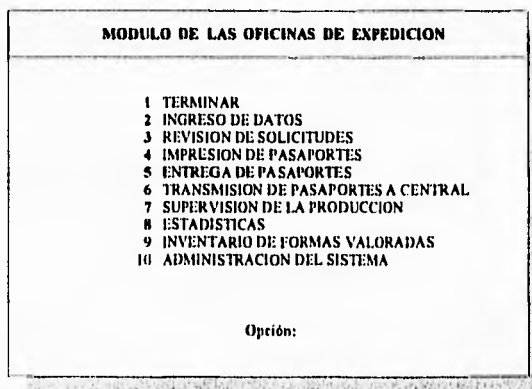 MODULO DE LAS OFICINAS DE EXPEDICION
1 TERMINAR
2 INGRESO DE DATOS
3 REVISION DE SOLICITUDES
4 IMPRESION DE PASAPORTES
5 ENTREGA DE PASAPORTES
6 TRANSMISION DE PASAPORTES A CENTRAL
7 SUPERVISION DE LA PRODUCCION
8 ESTADISTICAS
9 INVENTARIO DE FORMAS VALORADAS
10 ADMINISTRACION DEL SISTEMA
Opción: